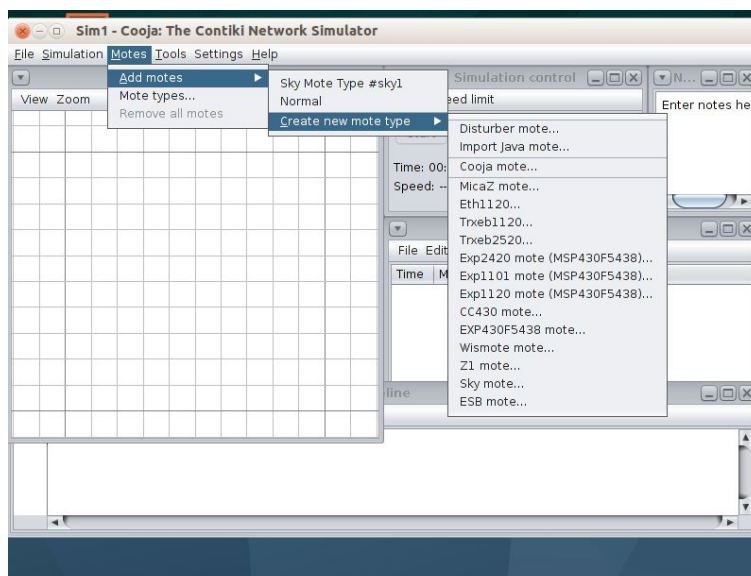 Sim1 - Cooja: The Contiki Network Simulator
File Simulation Motes Tools Settings Help
Add motes
Mote types...
Remove all motes
Sky Mote Type #sky1
Normal
Create new mote type
Disturber mote...
Import Java mote...
Cooja mote...
MicaZ mote...
Eth1120...
Trxeb1120...
Trxeb2520...
Exp2420 mote (MSP430F5438)...
Exp1101 mote (MSP430F5438)...
Exp1120 mote (MSP430F5438)...
CC430 mote...
EXP430F5438 mote...
Wismote mote...
Z1 mote...
Sky mote...
ESB mote...
View Zoom
Simulation control
eed limit
Time: 00:
Speed: --
N...
Enter notes he
File Edit
Time M
line